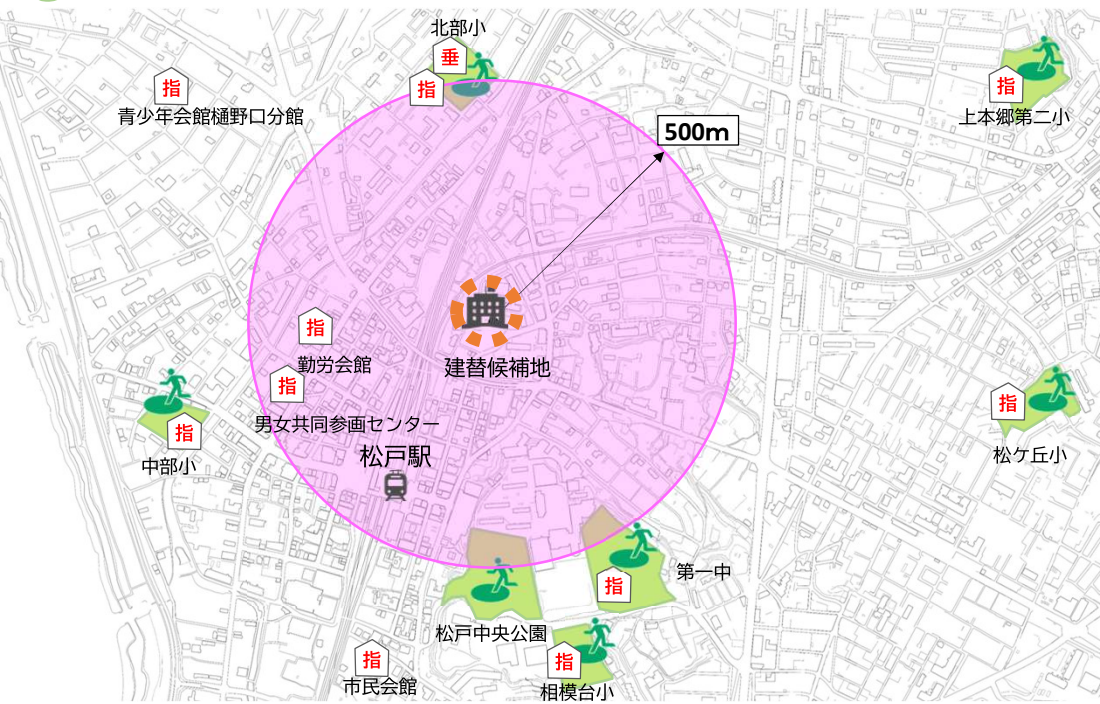 北部小
垂
指
指
青少年会館樋野口分館
指
上本郷第二小
500m
指
勤労会館
建替候補地
指
男女共同参画センター
指
中部小
松戸駅
指
松ケ丘小
指
第一中
松戸中央公園
指
市民会館
指
相模台小